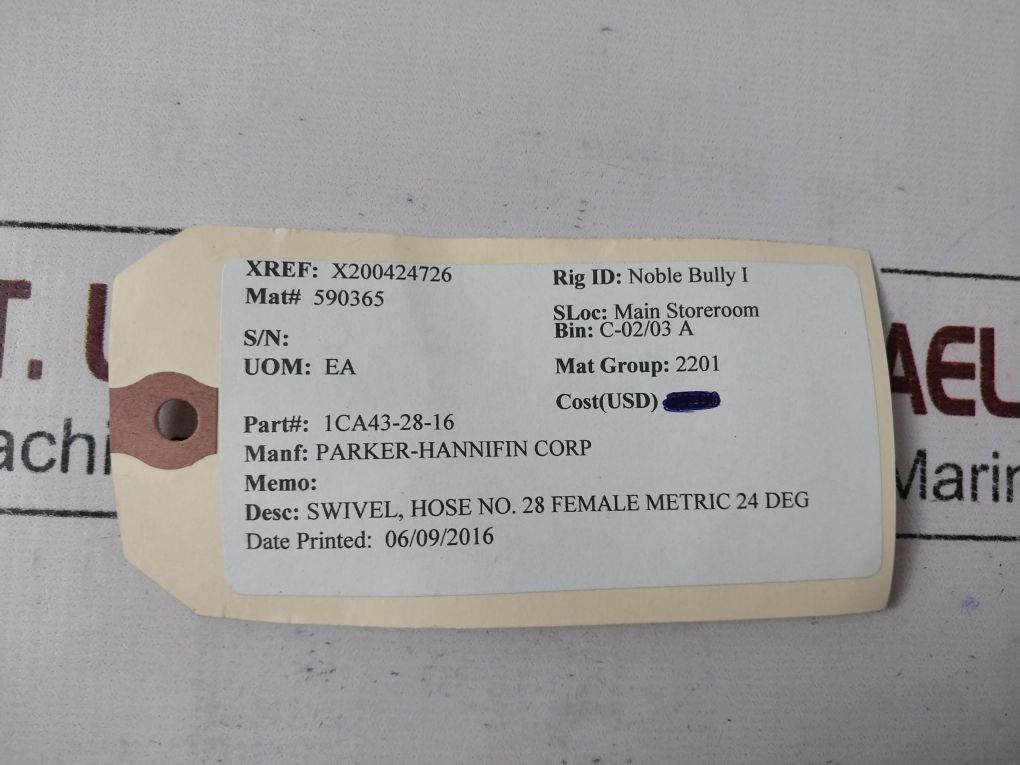 XREF: X200424726
Mat# 590365
S/N:
UOM: EA
Part#: 1CA43-28-16
Manf: PARKER-HANNIFIN CORP
Memo:
Desc: SWIVEL, HOSE NO. 28 FEMALE METRIC 24 DEG
Date Printed: 06/09/2016
Rig ID: Noble Bully I
SLoc: Main Storeroom
Bin: C-02/03 A
Mat Group: 2201
Cost(USD)